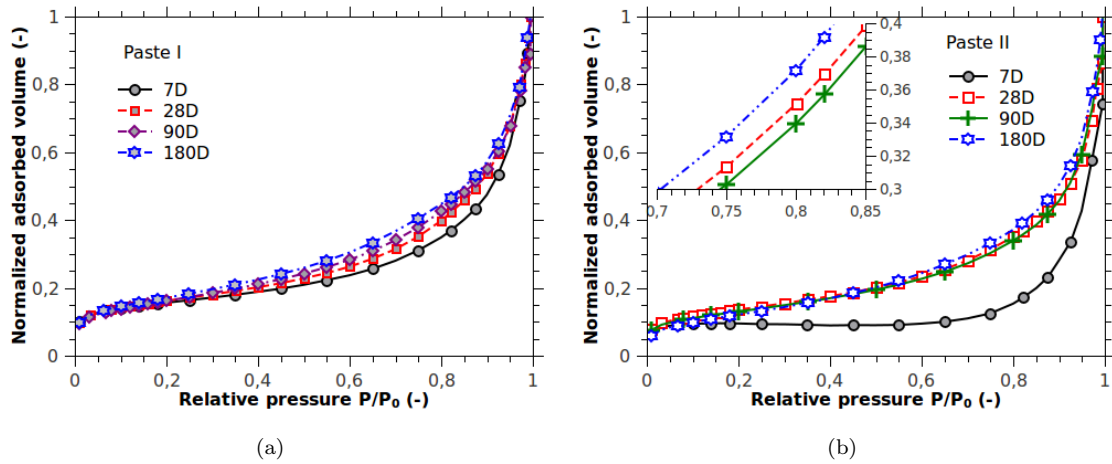 1
0,8
0,6
0,4
0,2
0
Normalized adsorbed volume (-)
Paste I
7D
28D
90D
180D
0 0,2 0,4 0,6 0,8 1
Relative pressure P/P₀ (-)
(a)
1
0,8
0,6
0,4
0,2
0
Normalized adsorbed volume (-)
0,4
0,38
0,36
0,34
0,32
0,3
0,7 0,75 0,8 0,85
Paste II
7D
28D
90D
180D
0 0,2 0,4 0,6 0,8 1
Relative pressure P/P₀ (-)
(b)